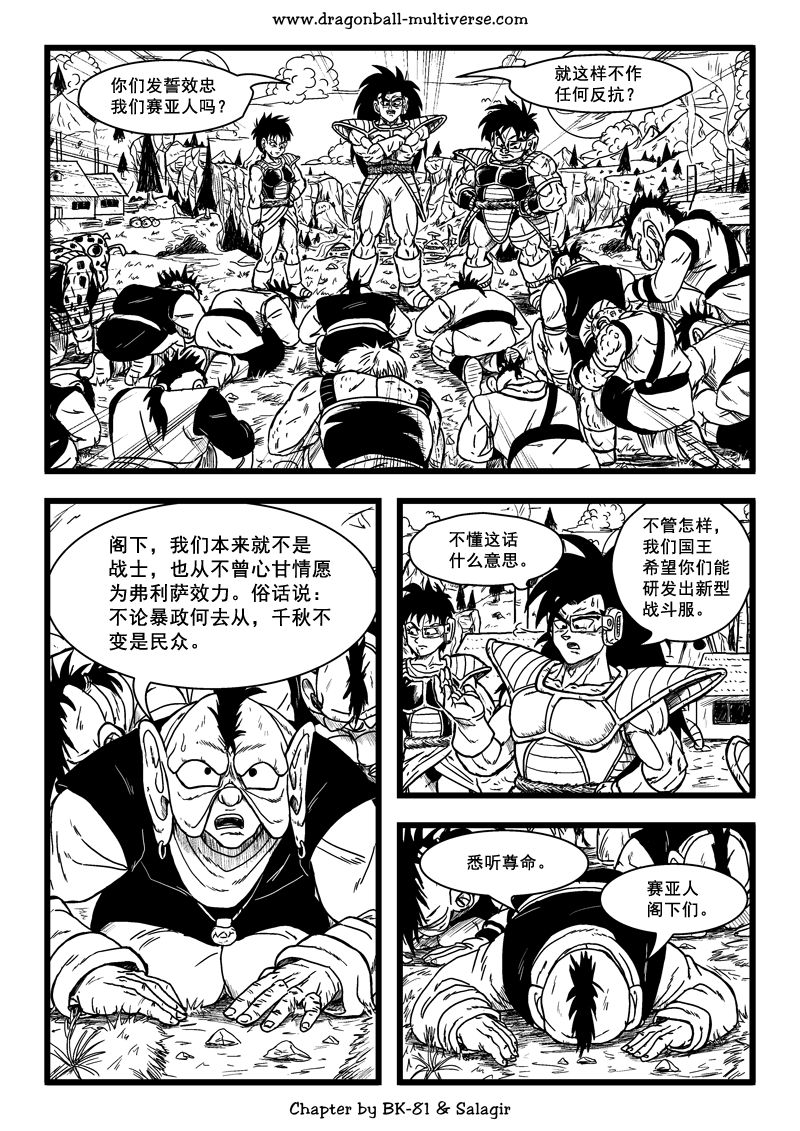 www.dragonball-multiverse.com
你们发誓效忠
我们赛亚人吗？
就这样不作
任何反抗？
阁下，我们本来就不是
战士，也从不曾心甘情愿
为弗利萨效力。俗话说：
不论暴政何去从，千秋不
变是民众。
不懂这话
什么意思。
不管怎样，
我们国王
希望你们能
研发出新型
战斗服。
悉听尊命。
赛亚人
阁下们。
Chapter by BK-81 & Salagir